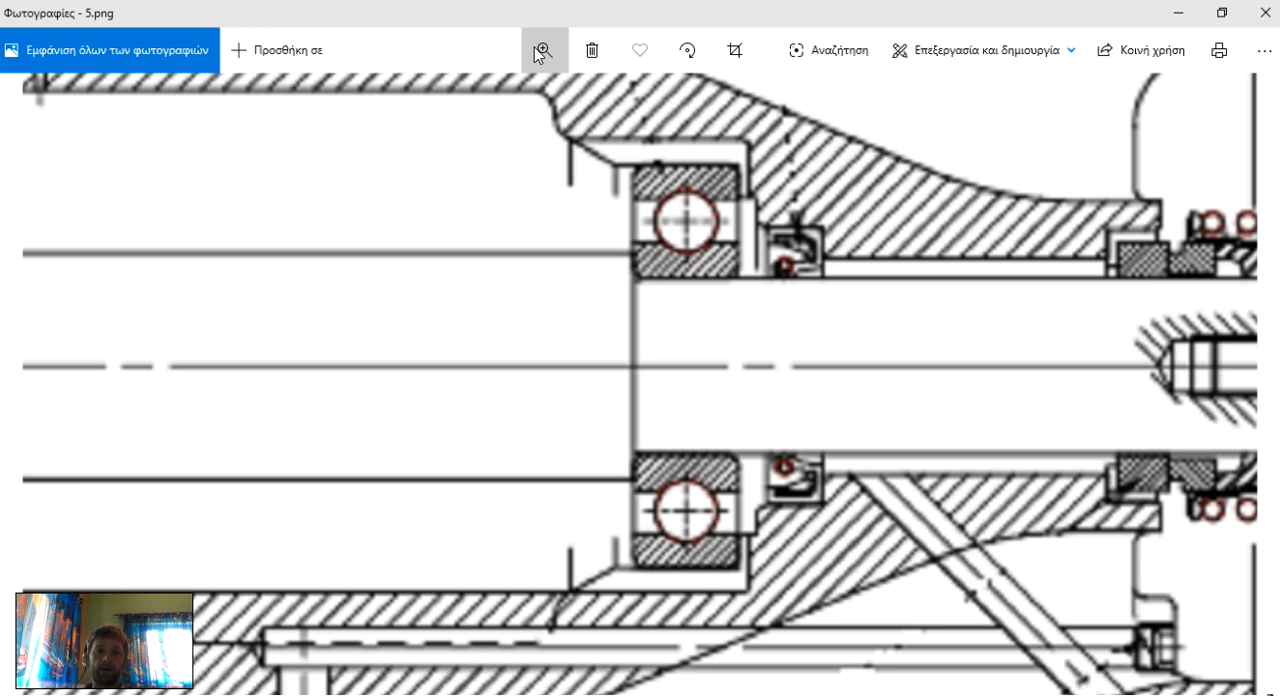 Φωτογραφίες - 5.png
Εμφάνιση όλων των φωτογραφιών
Προσθήκη σε
Αναζήτηση
Επεξεργασία και δημιουργία
Κοινή χρήση